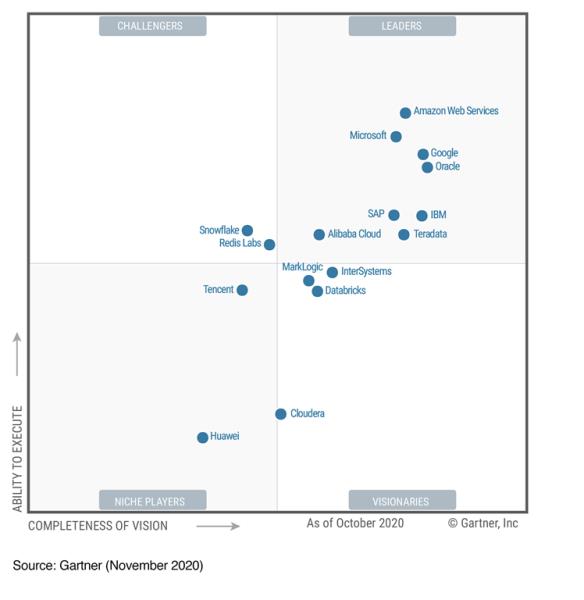 CHALLENGERS
LEADERS
Amazon Web Services
Microsoft
Google
Oracle
SAP
IBM
Snowflake
Alibaba Cloud
Teradata
Redis Labs
MarkLogic
InterSystems
Tencent
Databricks
Cloudera
Huawei
ABILITY TO EXECUTE
NICHE PLAYERS
VISIONARIES
COMPLETENESS OF VISION
As of October 2020
© Gartner, Inc
Source: Gartner (November 2020)